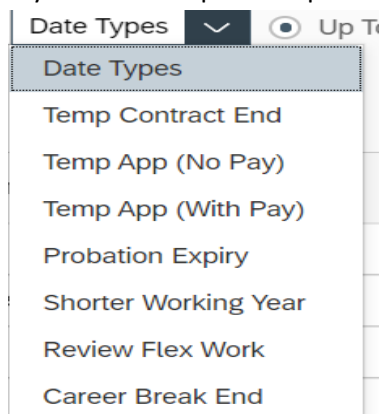 Date Types Up To
Date Types
Temp Contract End
Temp App (No Pay)
Temp App (With Pay)
Probation Expiry
Shorter Working Year
Review Flex Work
Career Break End